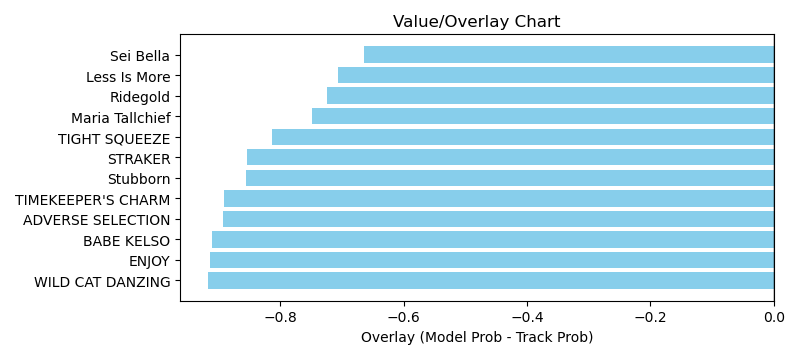 Value/Overlay Chart
Sei Bella
Less Is More
Ridegold
Maria Tallchief
TIGHT SQUEEZE
STRAKER
Stubborn
TIMEKEEPER'S CHARM
ADVERSE SELECTION
BABE KELSO
ENJOY
WILD CAT DANZING
−0.8 −0.6 −0.4 −0.2 0.0
Overlay (Model Prob - Track Prob)